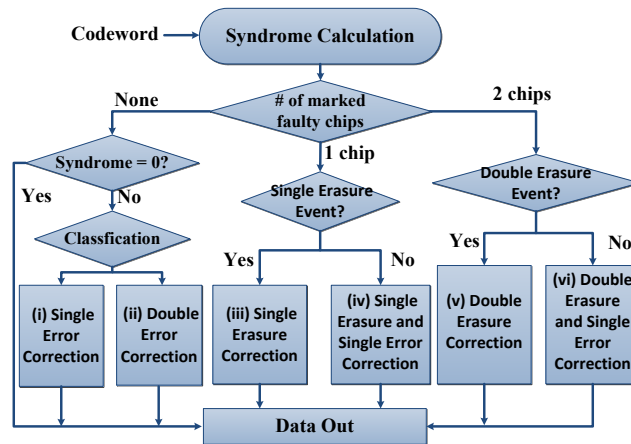 Codeword
Syndrome Calculation
None
# of marked
faulty chips
2 chips
1 chip
Syndrome = 0?
Single Erasure
Event?
Double Erasure
Event?
Yes
No
Classfication
Yes
No
Yes
No
(i) Single
Error
Correction
(ii) Double
Error
Correction
(iii) Single
Erasure
Correction
(iv) Single
Erasure and
Single Error
Correction
(v) Double
Erasure
Correction
(vi) Double
Erasure
and Single
Error
Correction
Data Out